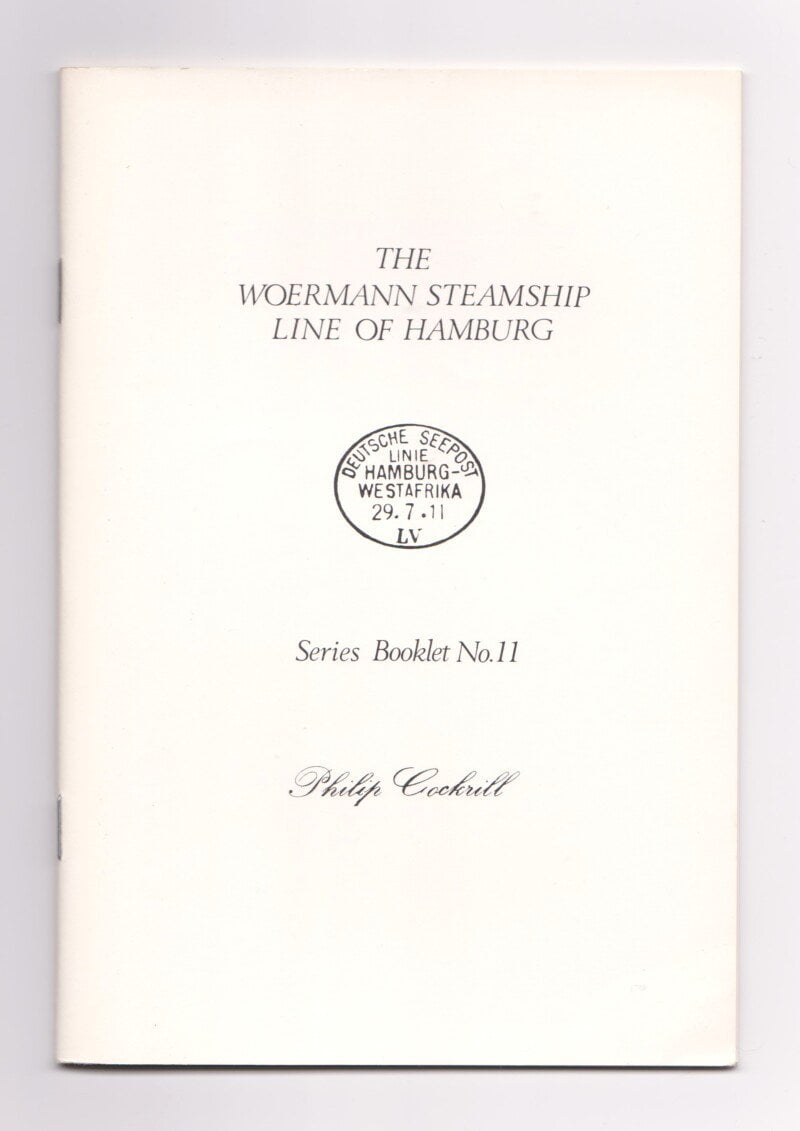 THE
WOERMANN STEAMSHIP
LINE OF HAMBURG
DEUTSCHE SEEPOST
LINIE
HAMBURG-
WESTAFRIKA
29.7.11
LV
Series Booklet No.11
Philip Cockrill